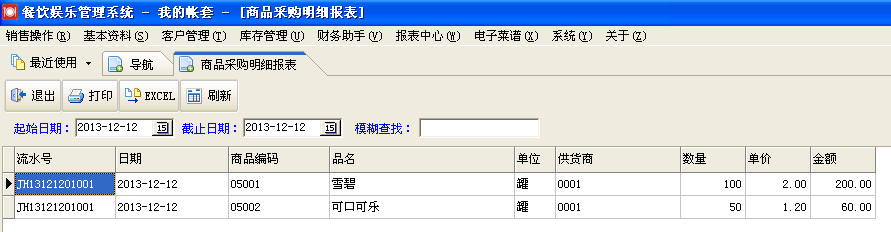 餐饮娱乐管理系统 - 我的帐套 - [商品采购明细报表]
销售操作(R) 基本资料(S) 客户管理(T) 库存管理(U) 财务助手(V) 报表中心(W) 电子菜谱(X) 系统(Y) 关于(Z)
最近使用 导航 商品采购明细报表
退出 打印 EXCEL 刷新
起始日期： 2013-12-12 15 截止日期： 2013-12-12 15 模糊查找：
流水号 日期 商品编码 品名 单位 供货商 数量 单价 金额
JH13121201001 2013-12-12 05001 雪碧 罐 0001 100 2.00 200.00
JH13121201001 2013-12-12 05002 可口可乐 罐 0001 50 1.20 60.00